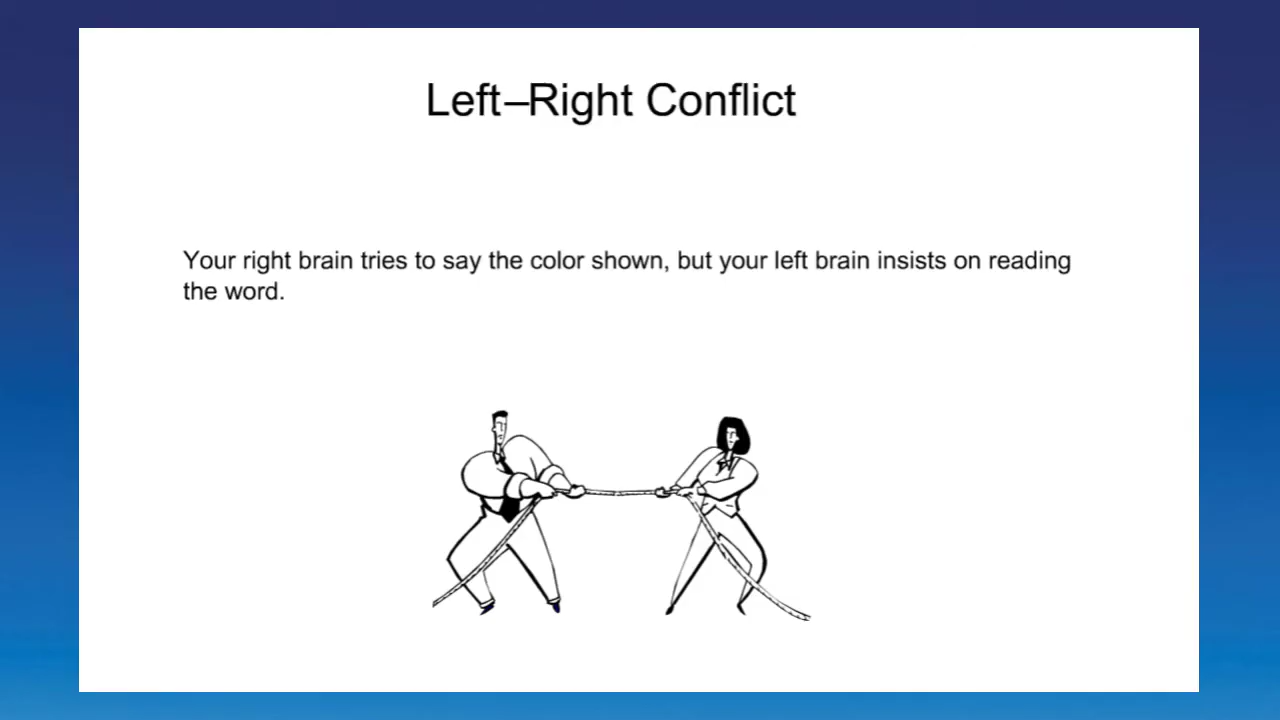 Left–Right Conflict
Your right brain tries to say the color shown, but your left brain insists on reading
the word.